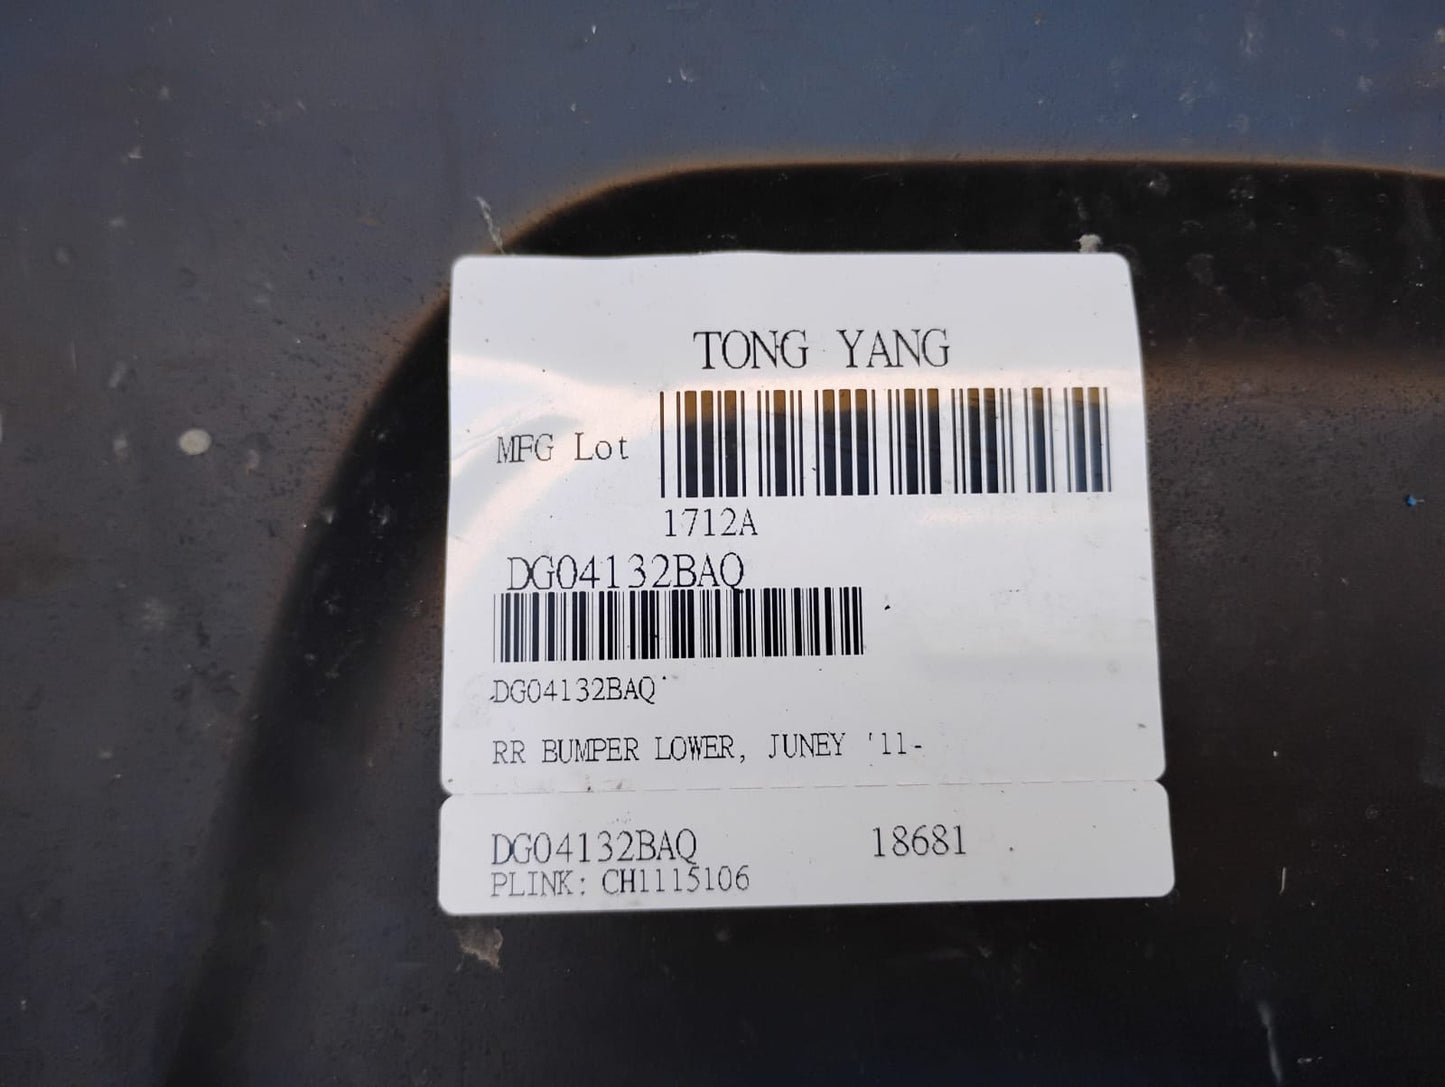 TONG YANG
MFG Lot
1712A
DG04132BAQ
DG04132BAQ
RR BUMPER LOWER, JUNEY '11-
DG04132BAQ 18681
PLINK: CH1115106